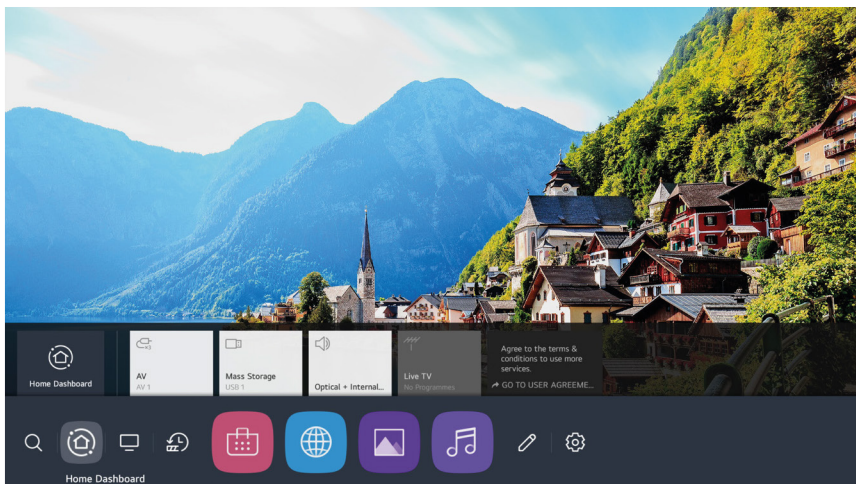 Agree to the terms &
conditions to use more
services.
Home Dashboard
AV
AV 1
Mass Storage
USB 1
Optical + Internal...
Live TV
No Programmes
GO TO USER AGREEME...
Home Dashboard